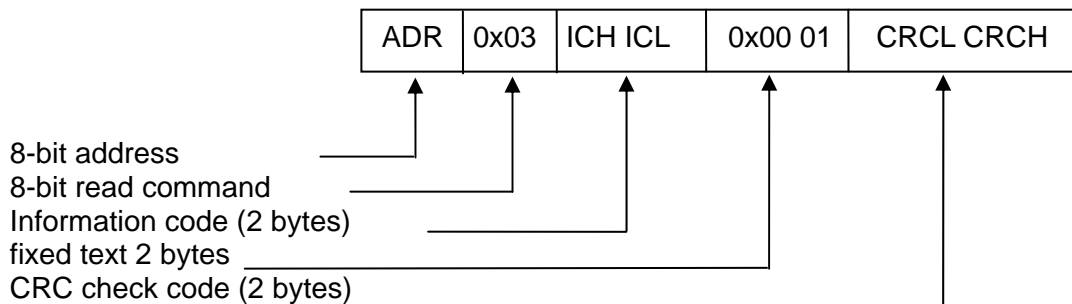 ADR 0x03 ICH ICL 0x00 01 CRCL CRCH
8-bit address
8-bit read command
Information code (2 bytes)
fixed text 2 bytes
CRC check code (2 bytes)